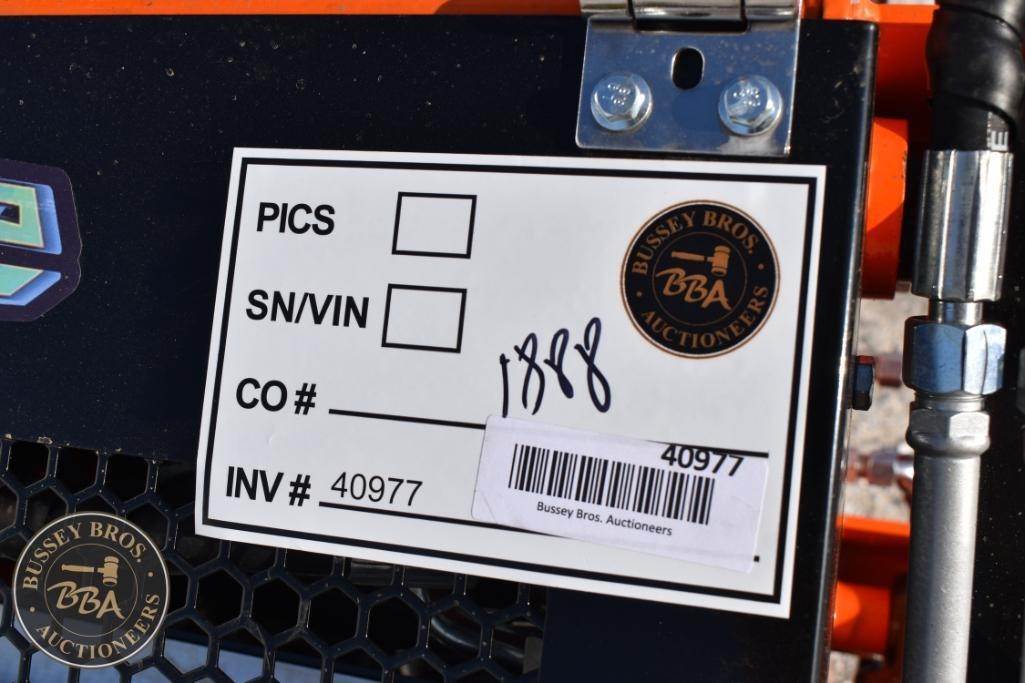 PICS
SN/VIN
CO # 1888
INV # 40977
BUSSEY BROS.
BBA
AUCTIONEERS
40977
Bussey Bros. Auctioneers
E
BUSSEY BROS.
BBA
AUCTIONEERS